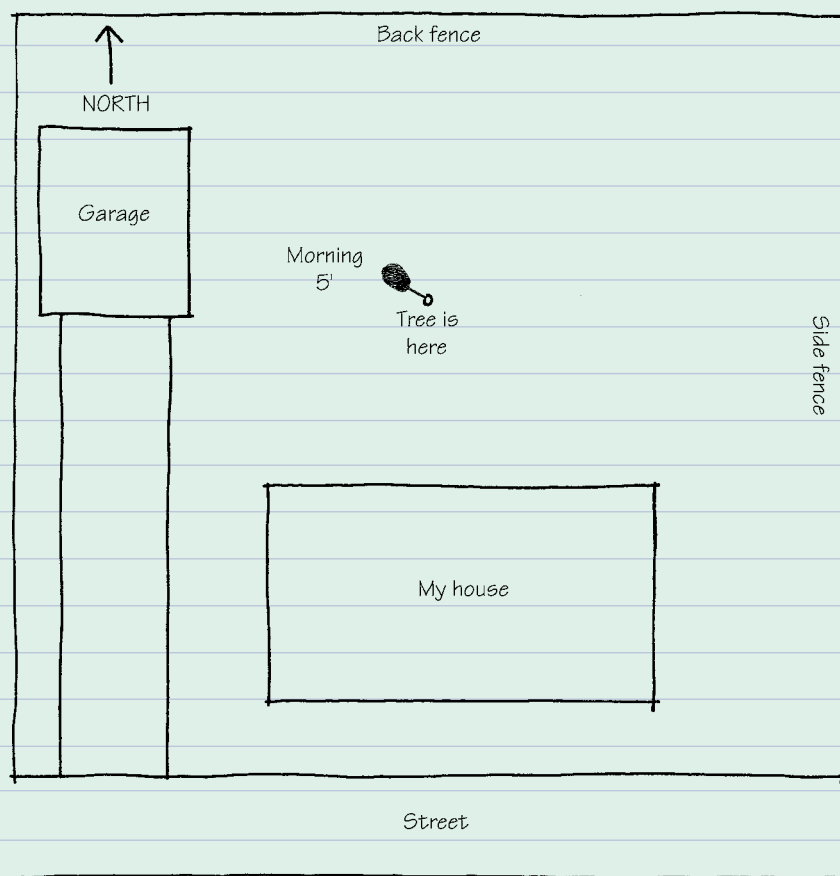 Back fence
NORTH
Garage
Morning
5'
Tree is
here
Side fence
My house
Street